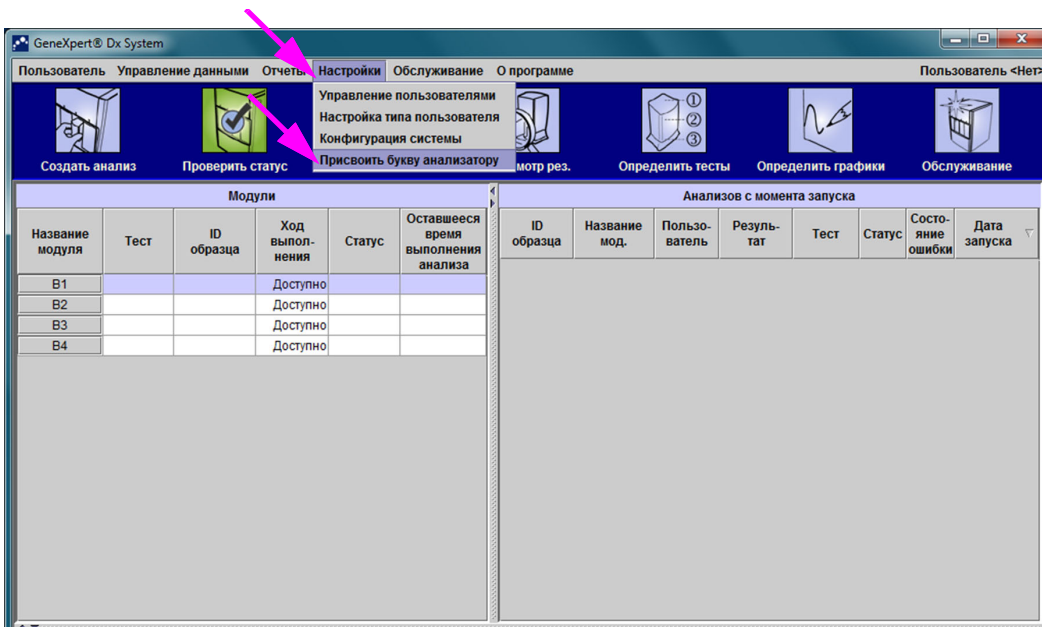 GeneXpert® Dx System
Пользователь Управление данными Отчеты Настройки Обслуживание О программе Пользователь <Нет>
Управление пользователями
Настройка типа пользователя
Конфигурация системы
Присвоить букву анализатору
①
②
③
Создать анализ Проверить статус мотр рез. Определить тесты Определить графики Обслуживание
Модули
Название модуля
Тест
ID образца
Ход выпол-
нения
Статус
Оставшееся
время
выполнения
анализа
B1 Доступно
B2 Доступно
B3 Доступно
B4 Доступно
Анализов с момента запуска
ID
образца
Название
мод.
Пользо-
ватель
Резуль-
тат
Тест
Статус
Состо-
яние
ошибки
Дата
запуска